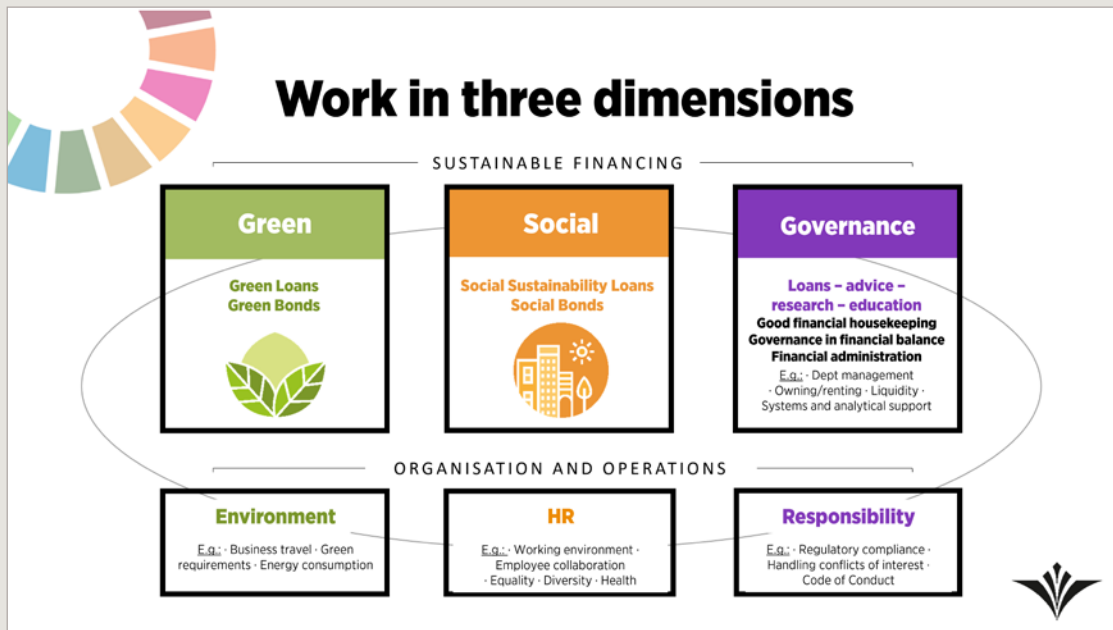 Work in three dimensions
SUSTAINABLE FINANCING
Green
Green Loans
Green Bonds
Social
Social Sustainability Loans
Social Bonds
Governance
Loans – advice –
research – education
Good financial housekeeping
Governance in financial balance
Financial administration
E.g.: · Dept management
· Owning/renting · Liquidity ·
Systems and analytical support
ORGANISATION AND OPERATIONS
Environment
E.g.: · Business travel · Green
requirements · Energy consumption
HR
E.g.: · Working environment ·
Employee collaboration
· Equality · Diversity · Health
Responsibility
E.g.: · Regulatory compliance ·
Handling conflicts of interest ·
Code of Conduct